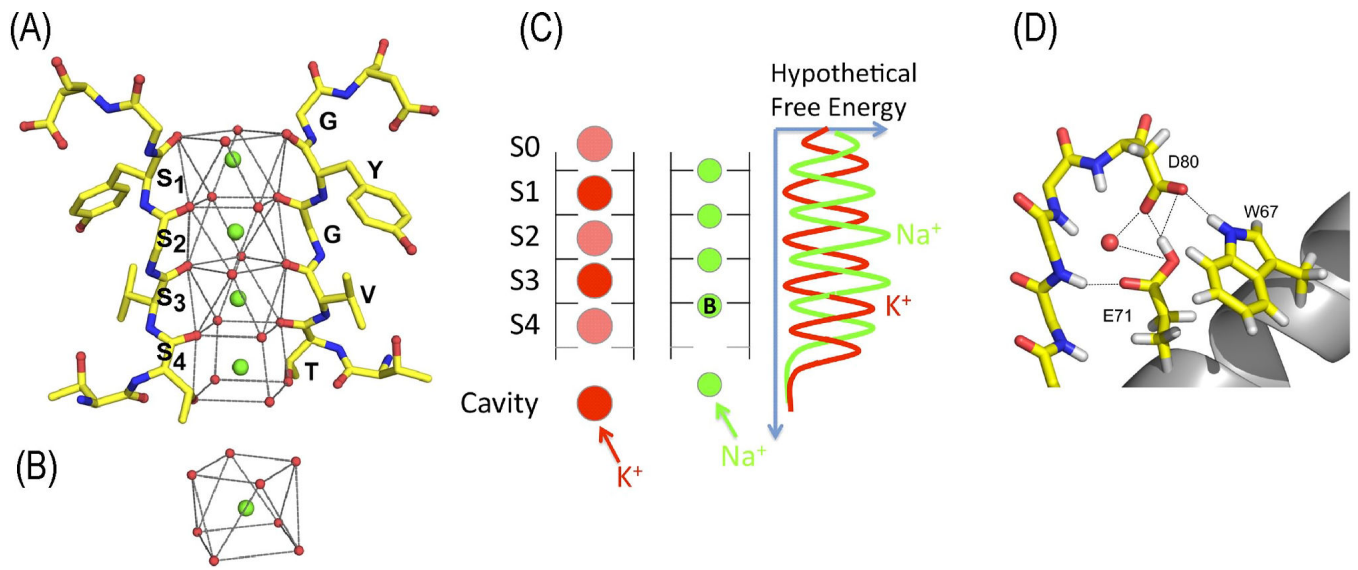 (A)
G
Y
G
V
T
S1
S2
S3
S4
(B)
(C)
S0
S1
S2
S3
S4
Cavity
K+
B
Na+
Hypothetical
Free Energy
Na+
K+
(D)
D80
W67
E71